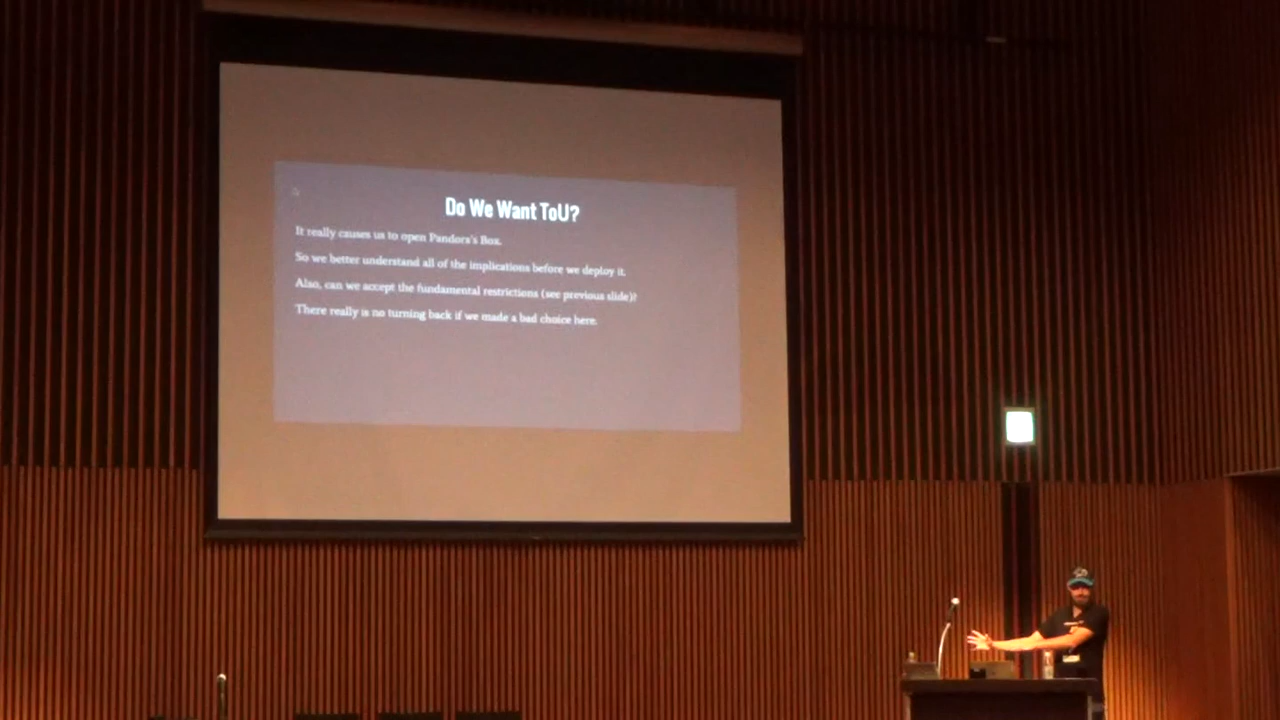 Do We Want ToU?
It really causes us to open Pandora's Box.
So we better understand all of the implications before we deploy it.
Also, can we accept the fundamental restrictions (see previous slide)?
There really is no turning back if we made a bad choice here.